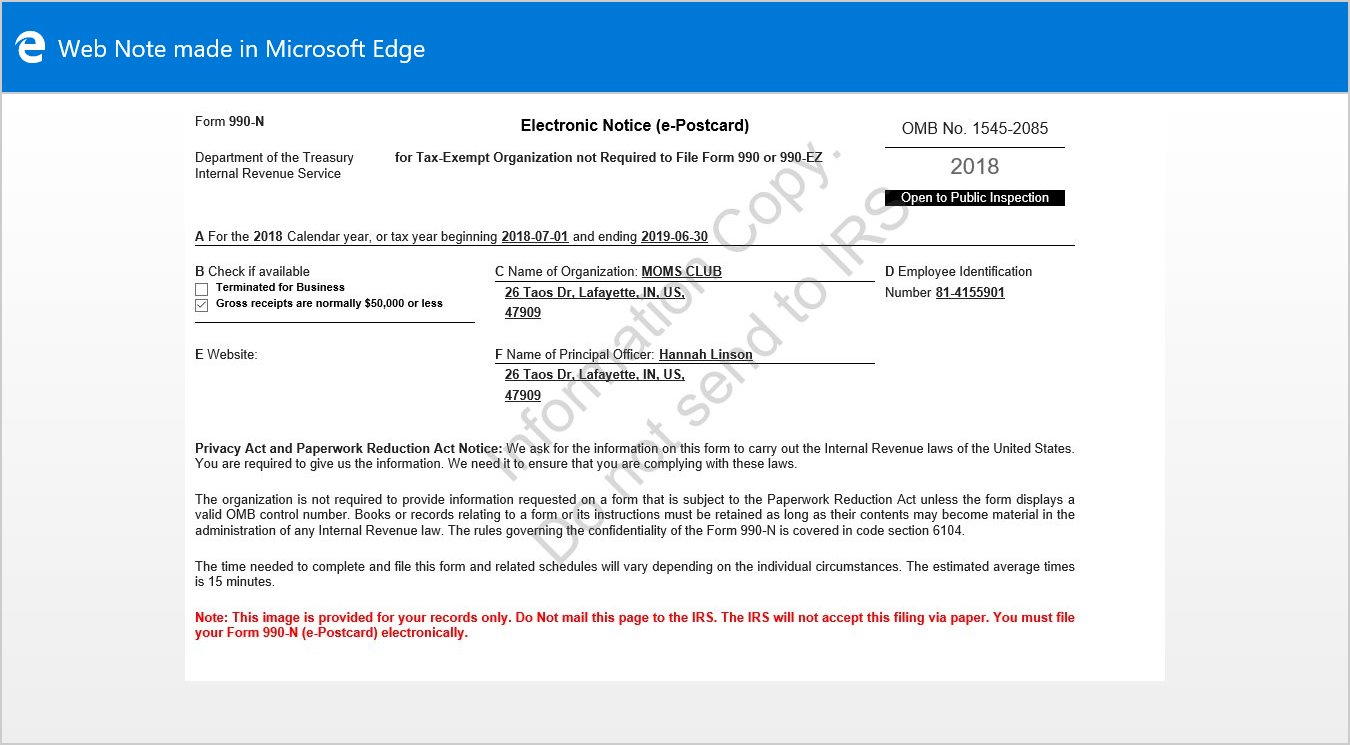 Web Note made in Microsoft Edge
Form 990-N
Electronic Notice (e-Postcard)
OMB No. 1545-2085
Department of the Treasury
Internal Revenue Service
for Tax-Exempt Organization not Required to File Form 990 or 990-EZ
2018
Open to Public Inspection
A For the 2018 Calendar year, or tax year beginning 2018-07-01 and ending 2019-06-30
B Check if available
Terminated for Business
Gross receipts are normally $50,000 or less
C Name of Organization: MOMS CLUB
26 Taos Dr, Lafayette, IN, US,
47909
D Employee Identification
Number 81-4155901
E Website:
F Name of Principal Officer: Hannah Linson
26 Taos Dr, Lafayette, IN, US,
47909
Privacy Act and Paperwork Reduction Act Notice: We ask for the information on this form to carry out the Internal Revenue laws of the United States.
You are required to give us the information. We need it to ensure that you are complying with these laws.
The organization is not required to provide information requested on a form that is subject to the Paperwork Reduction Act unless the form displays a
valid OMB control number. Books or records relating to a form or its instructions must be retained as long as their contents may become material in the
administration of any Internal Revenue law. The rules governing the confidentiality of the Form 990-N is covered in code section 6104.
The time needed to complete and file this form and related schedules will vary depending on the individual circumstances. The estimated average times
is 15 minutes.
Note: This image is provided for your records only. Do Not mail this page to the IRS. The IRS will not accept this filing via paper. You must file
your Form 990-N (e-Postcard) electronically.
Information Copy.
Do not send to IRS.